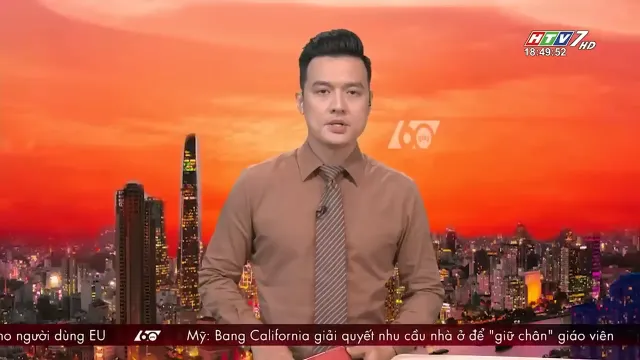 HTV7 HD
18:49:52
60 giây
no người dùng EU 60 Mỹ: Bang California giải quyết nhu cầu nhà ở để "giữ chân" giáo viên